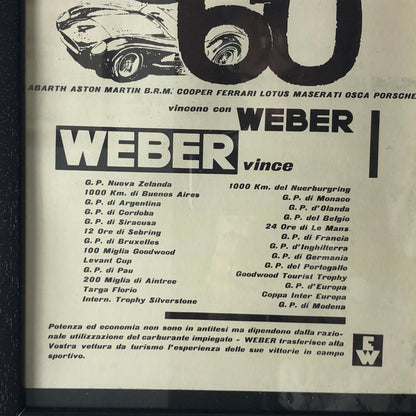 60
ABARTH ASTON MARTIN B.R.M. COOPER FERRARI LOTUS MASERATI OSCA PORSCHE
vincono con WEBER
WEBER vince
G.P. Nuova Zelanda
1000 Km. di Buenos Aires
G.P. di Argentina
G.P. di Cordoba
G.P. di Siracusa
12 Ore di Sebring
G.P. di Bruxelles
100 Miglia Goodwood
Levant Cup
G.P. di Pau
200 Miglia di Aintree
Targa Florio
Intern. Trophy Silverstone
1000 Km. del Nuerburgring
G.P. di Monaco
G.P. d'Olanda
G.P. del Belgio
24 Ore di Le Mans
G.P. di Francia
G.P. d'Inghilterra
G.P. di Germania
G.P. del Portogallo
Goodwood Tourist Trophy
G.P. d'Europa
Coppa Inter Europa
G.P. di Modena
Potenza ed economia non sono in antitesi ma dipendono dalla razio-
nale utilizzazione del carburante impiegato - WEBER trasferisce alla
Vostra vettura da turismo l'esperienza delle sue vittorie in campo
sportivo.
E
W